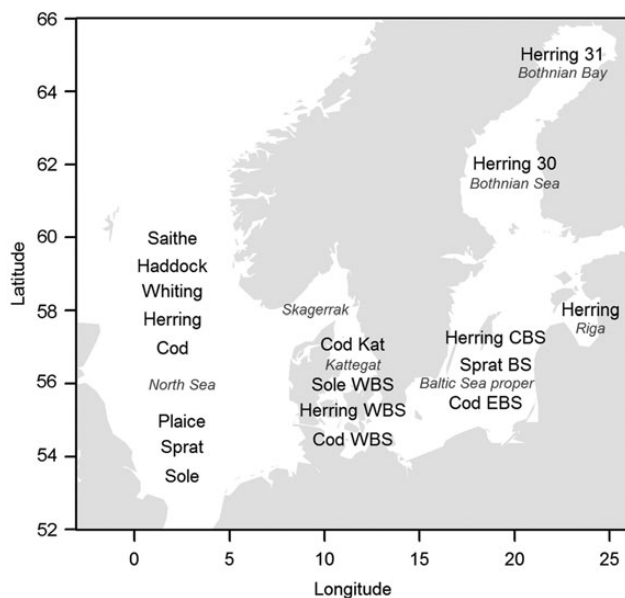 66
64
62
60
58
56
54
52
Latitude
0
5
10
15
20
25
Longitude
Herring 31
Bothnian Bay
Herring 30
Bothnian Sea
Saithe
Haddock
Whiting
Herring
Cod
North Sea
Plaice
Sprat
Sole
Skagerrak
Cod Kat
Kattegat
Sole WBS
Herring WBS
Cod WBS
Herring
Riga
Herring CBS
Sprat BS
Baltic Sea proper
Cod EBS